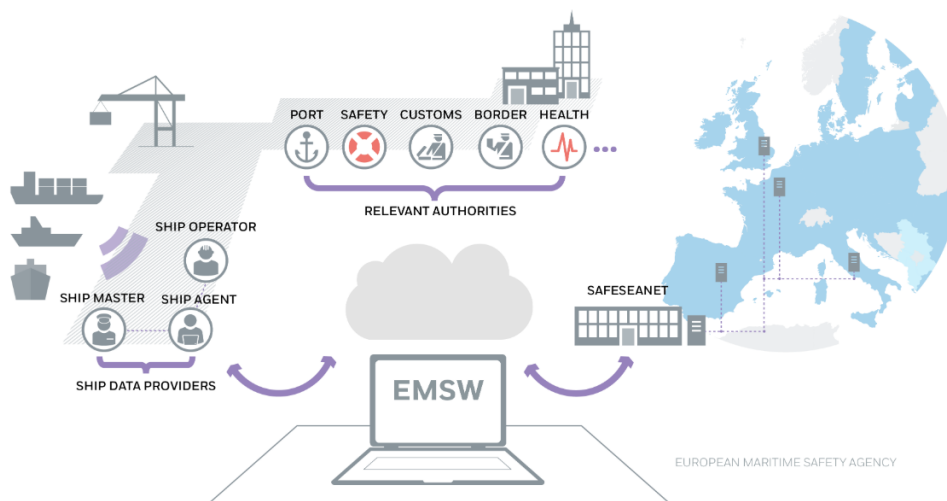 PORT
SAFETY
CUSTOMS
BORDER
HEALTH
RELEVANT AUTHORITIES
SHIP OPERATOR
SHIP MASTER
SHIP AGENT
SHIP DATA PROVIDERS
SAFESEANET
EMSW
EUROPEAN MARITIME SAFETY AGENCY